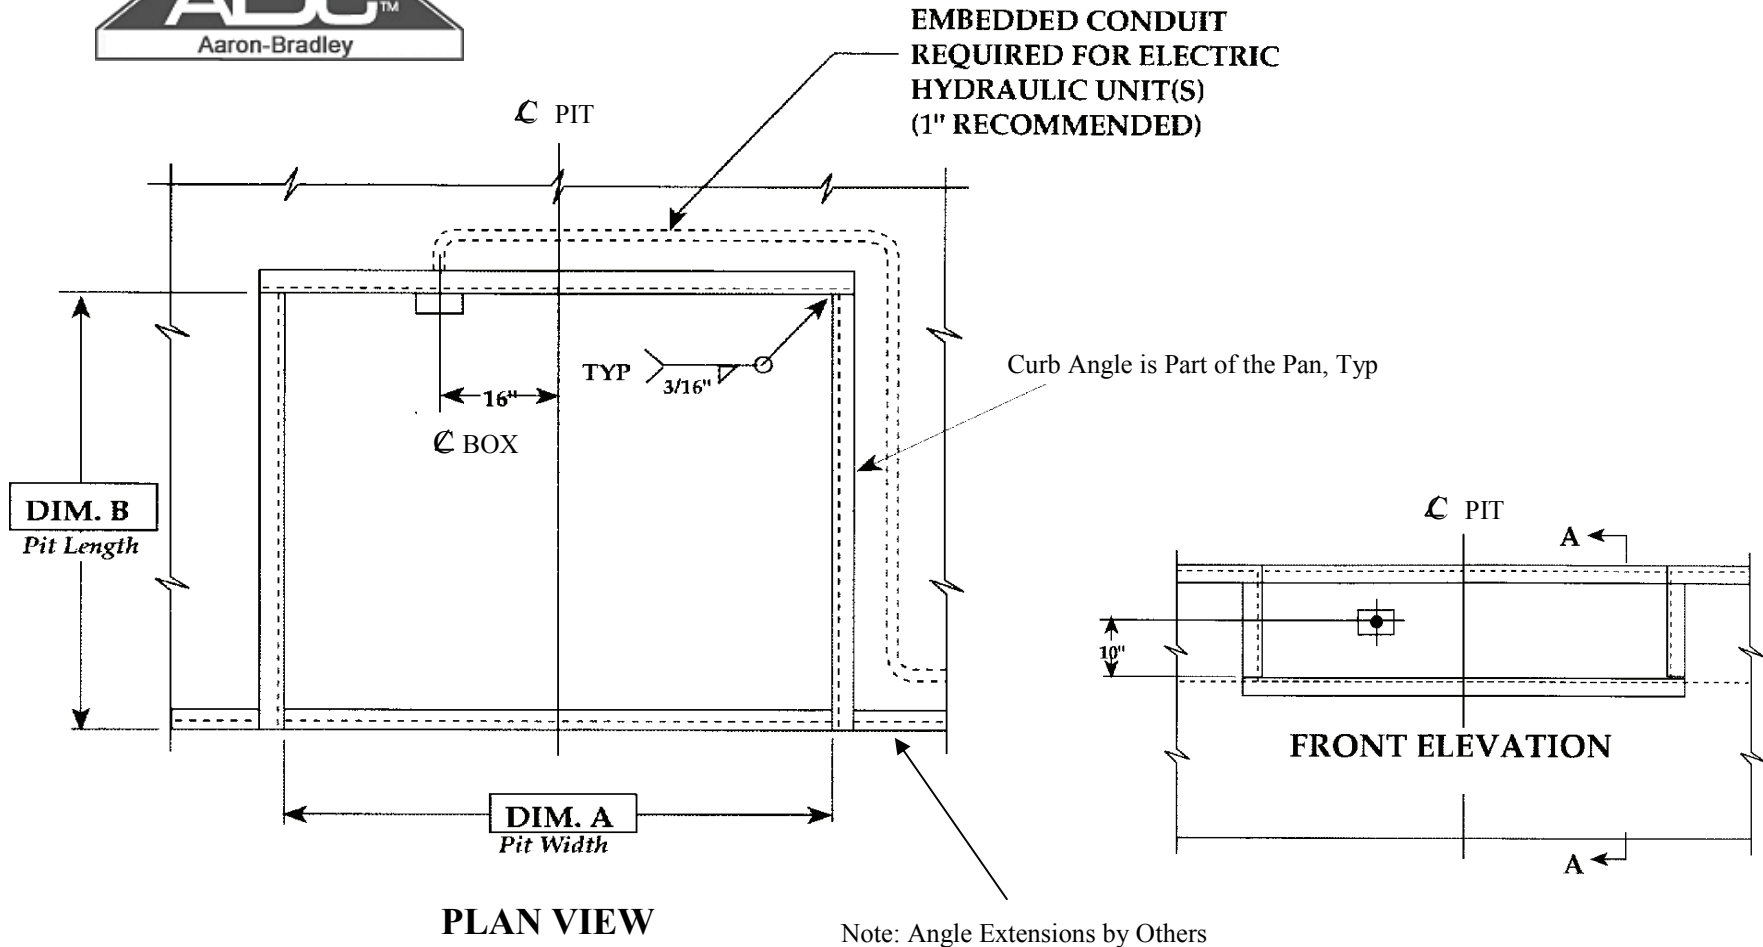 ADC™
Aaron-Bradley
EMBEDDED CONDUIT
REQUIRED FOR ELECTRIC
HYDRAULIC UNIT(S)
(1" RECOMMENDED)
℄ PIT
TYP
3/16"
16"
℄ BOX
Curb Angle is Part of the Pan, Typ
DIM. B
Pit Length
DIM. A
Pit Width
PLAN VIEW
Note: Angle Extensions by Others
℄ PIT
A
10"
FRONT ELEVATION
A